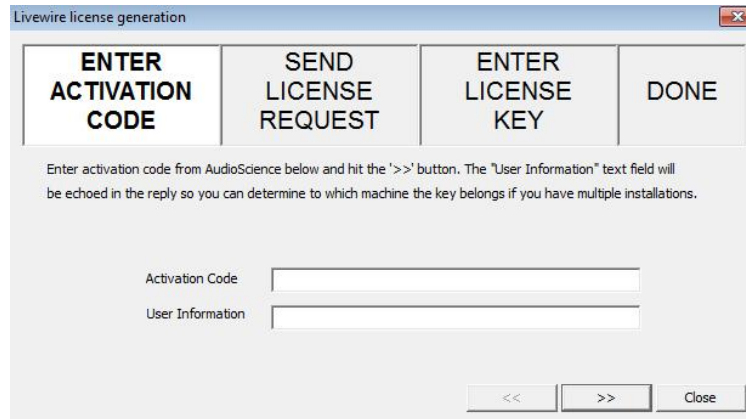 Livewire license generation
ENTER
ACTIVATION
CODE
SEND
LICENSE
REQUEST
ENTER
LICENSE
KEY
DONE
Enter activation code from AudioScience below and hit the '>>' button. The "User Information" text field will
be echoed in the reply so you can determine to which machine the key belongs if you have multiple installations.
Activation Code
User Information
<< >> Close